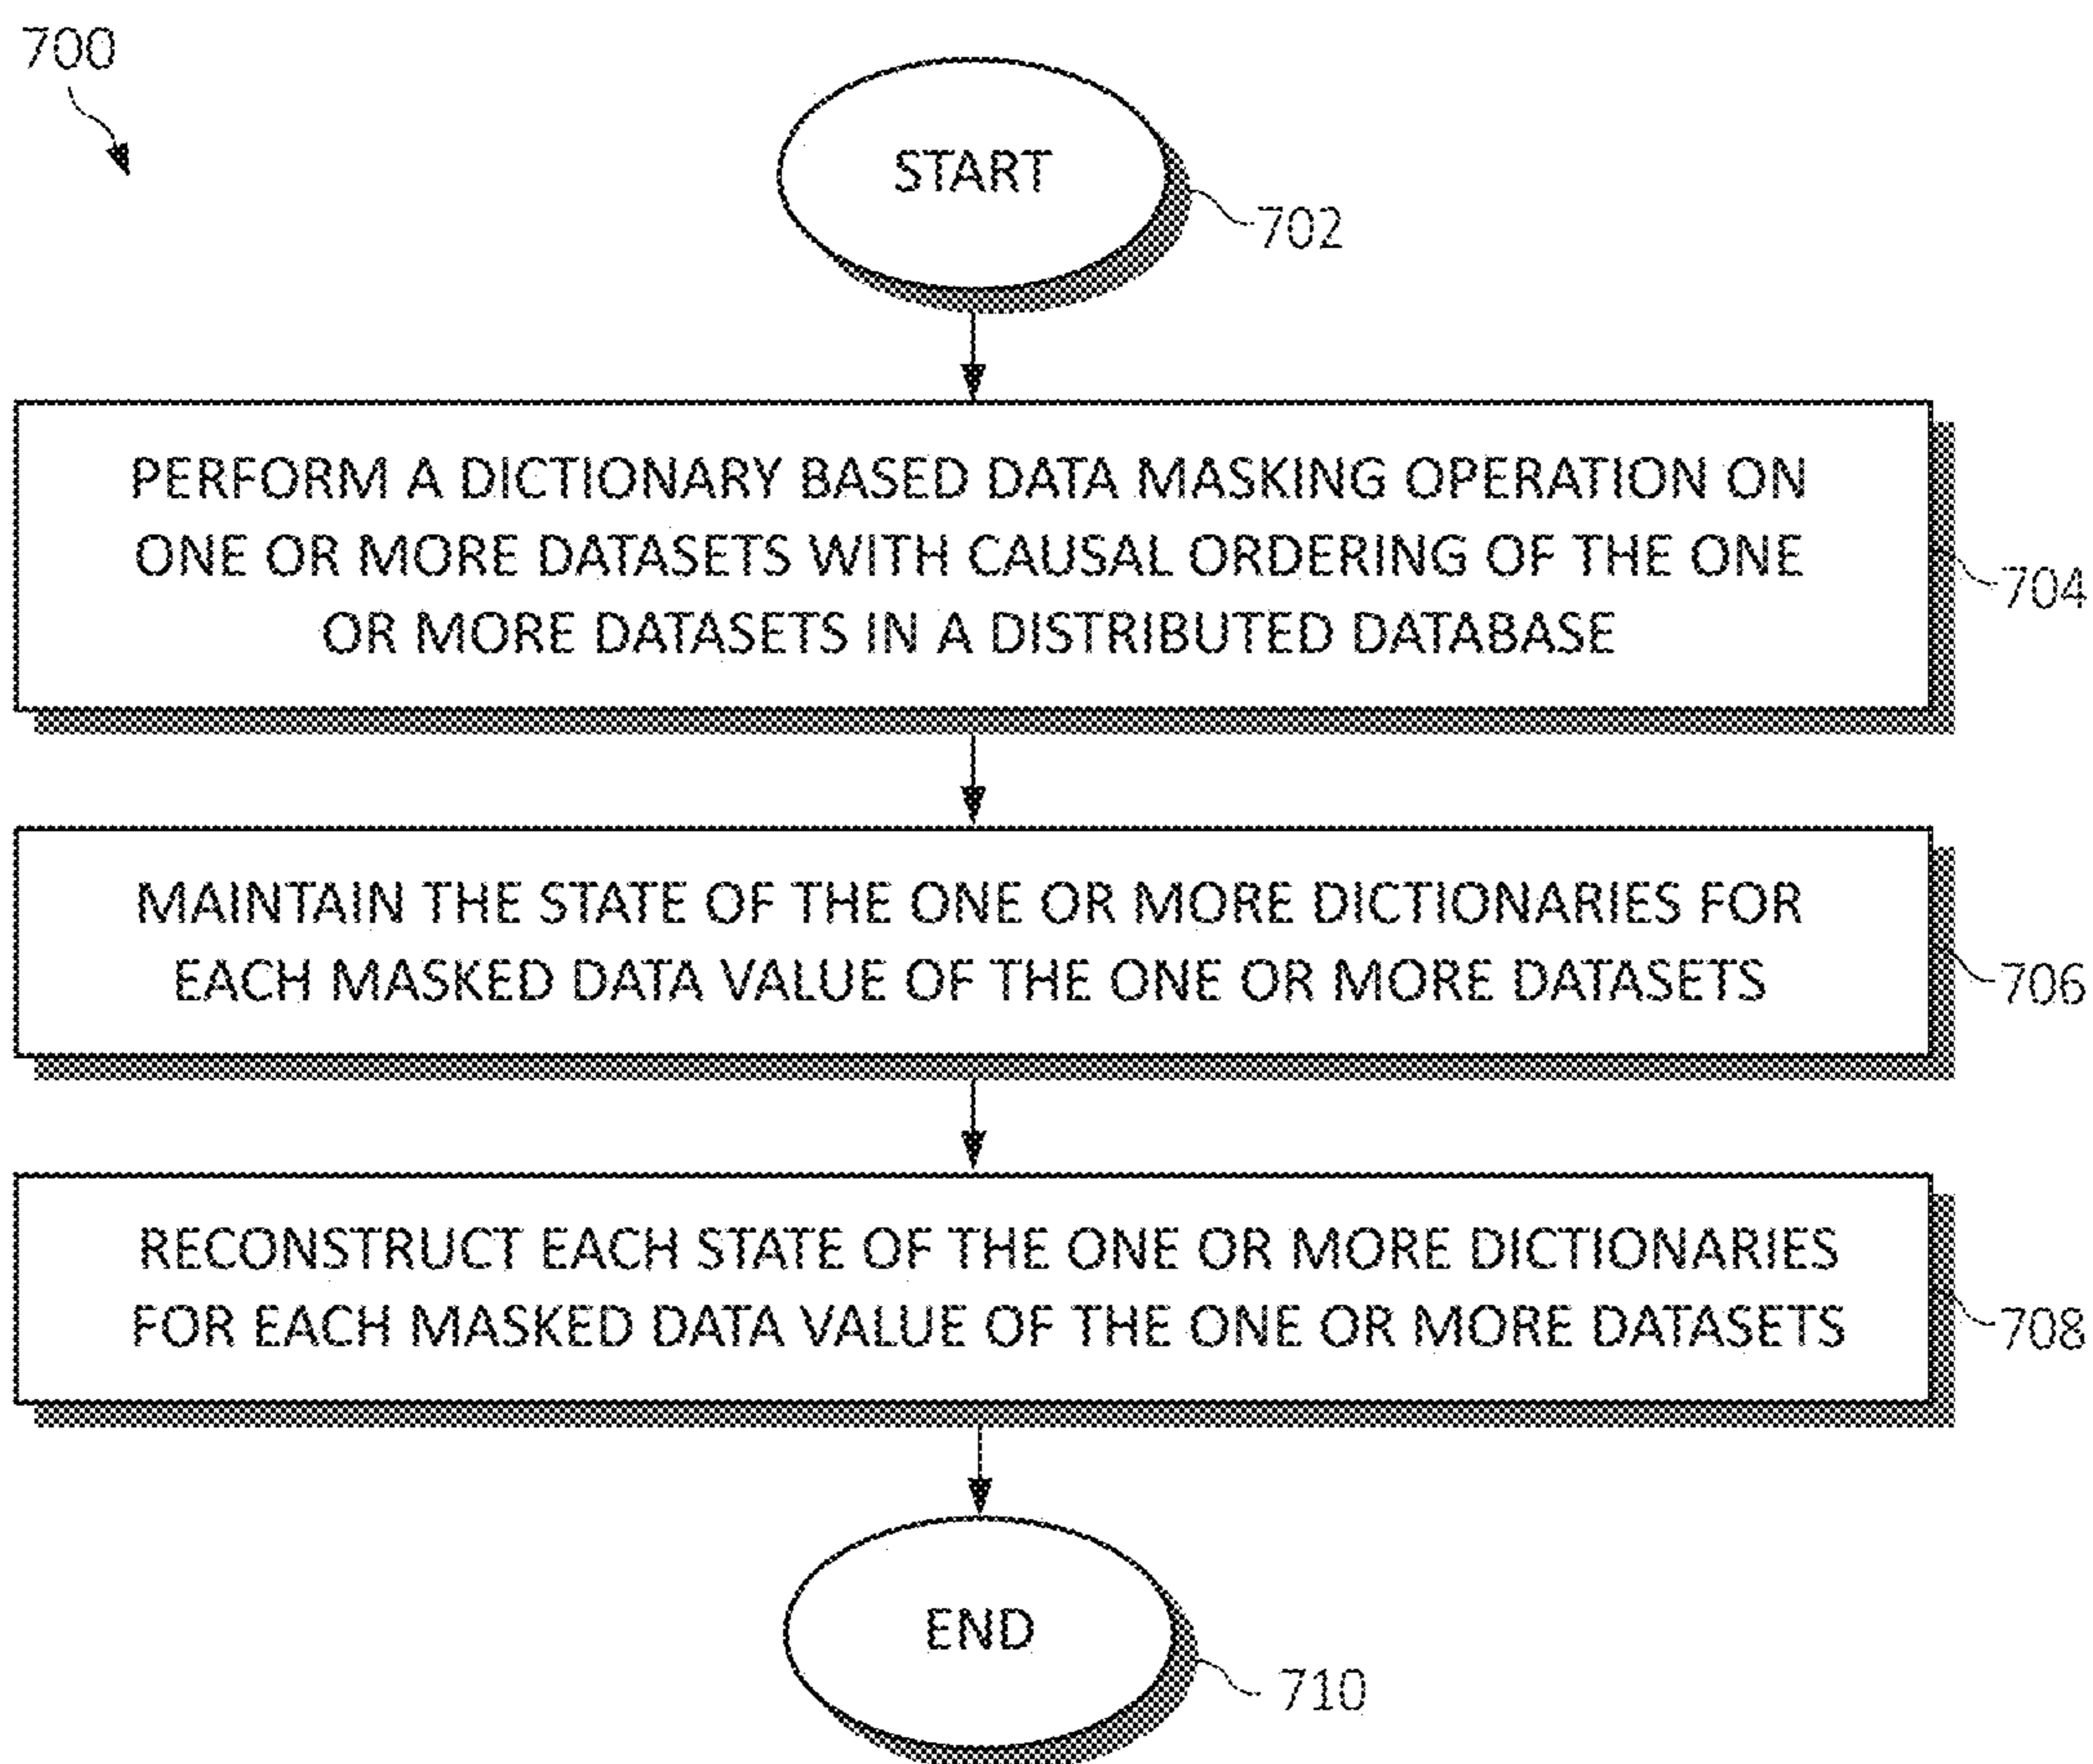 700
START
702
PERFORM A DICTIONARY BASED DATA MASKING OPERATION ON
ONE OR MORE DATASETS WITH CAUSAL ORDERING OF THE ONE
OR MORE DATASETS IN A DISTRIBUTED DATABASE
704
MAINTAIN THE STATE OF THE ONE OR MORE DICTIONARIES FOR
EACH MASKED DATA VALUE OF THE ONE OR MORE DATASETS
706
RECONSTRUCT EACH STATE OF THE ONE OR MORE DICTIONARIES
FOR EACH MASKED DATA VALUE OF THE ONE OR MORE DATASETS
708
END
710